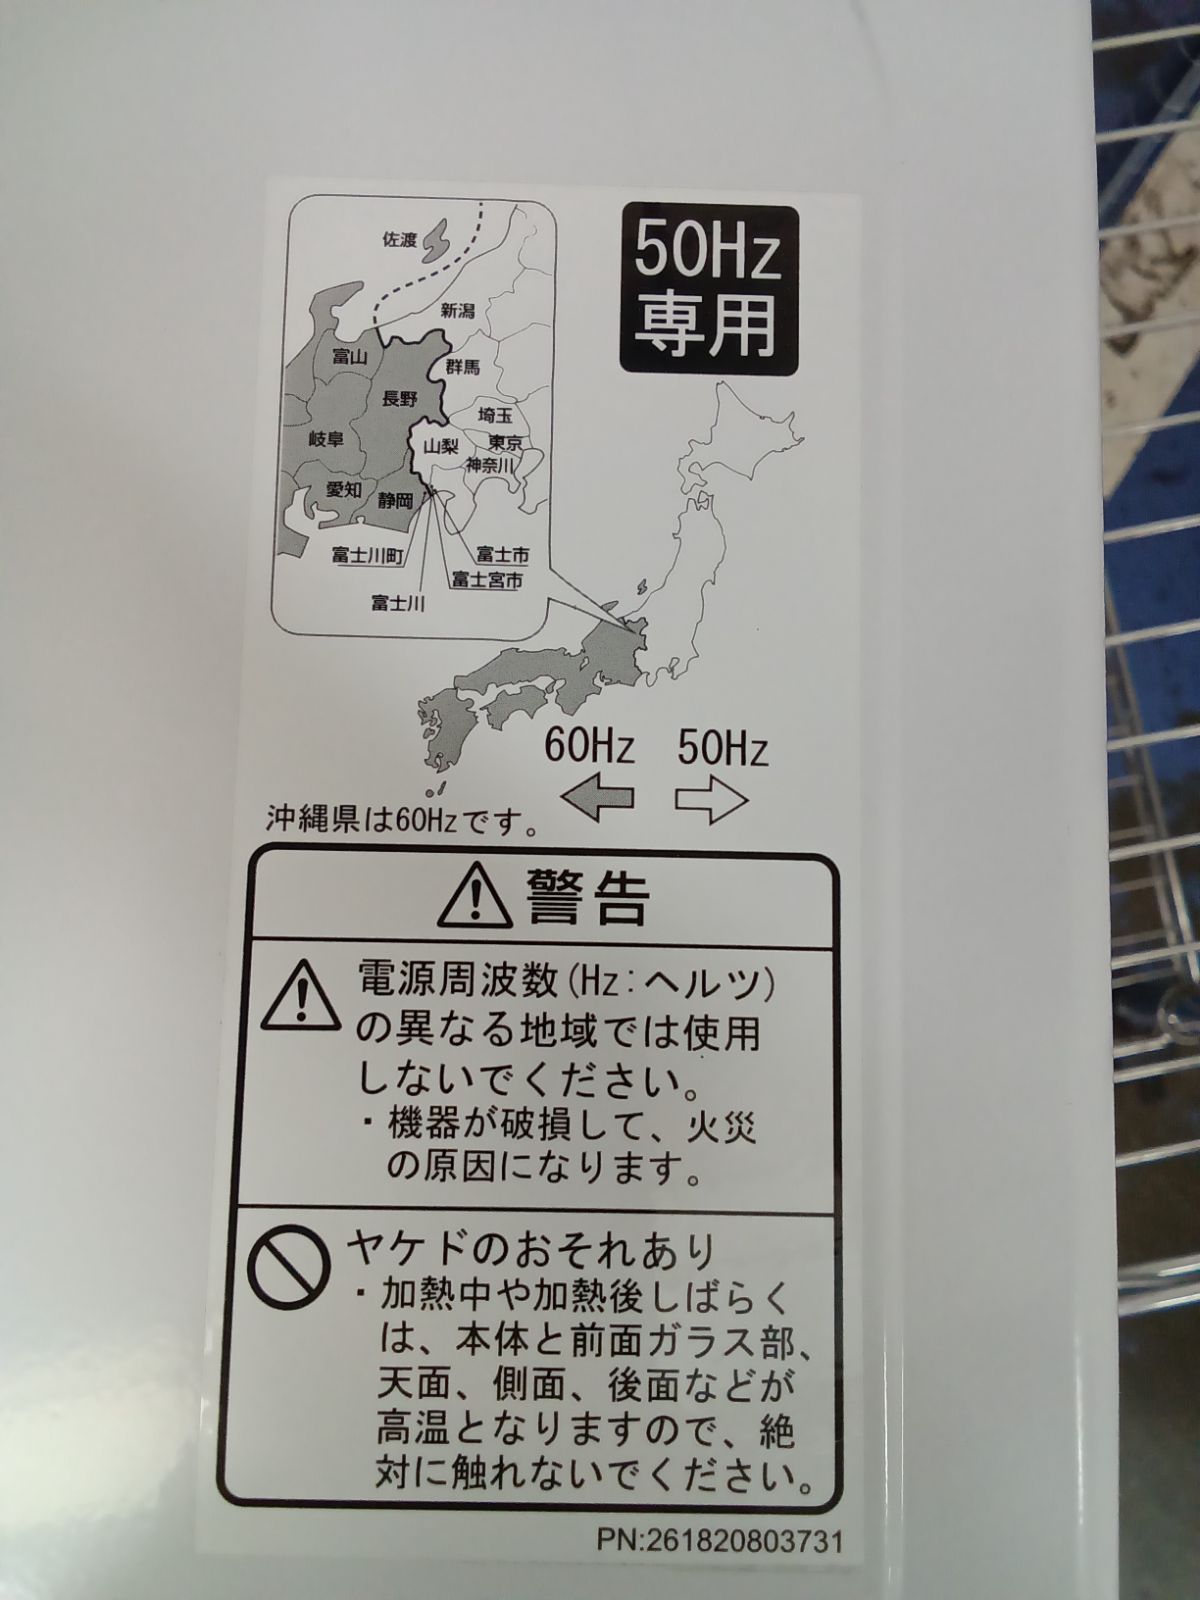 50Hz
専用
佐渡
新潟
富山
群馬
長野
埼玉
岐阜
山梨
東京
神奈川
愛知
静岡
富士川町
富士市
富士宮市
富士川
60Hz 50Hz
沖縄県は60Hzです。
警告
電源周波数(Hz:ヘルツ)
の異なる地域では使用
しないでください。
・機器が破損して、火災
の原因になります。
ヤケドのおそれあり
・加熱中や加熱後しばらく
は、本体と前面ガラス部、
天面、側面、後面などが
高温となりますので、絶
対に触れないでください。
PN:261820803731